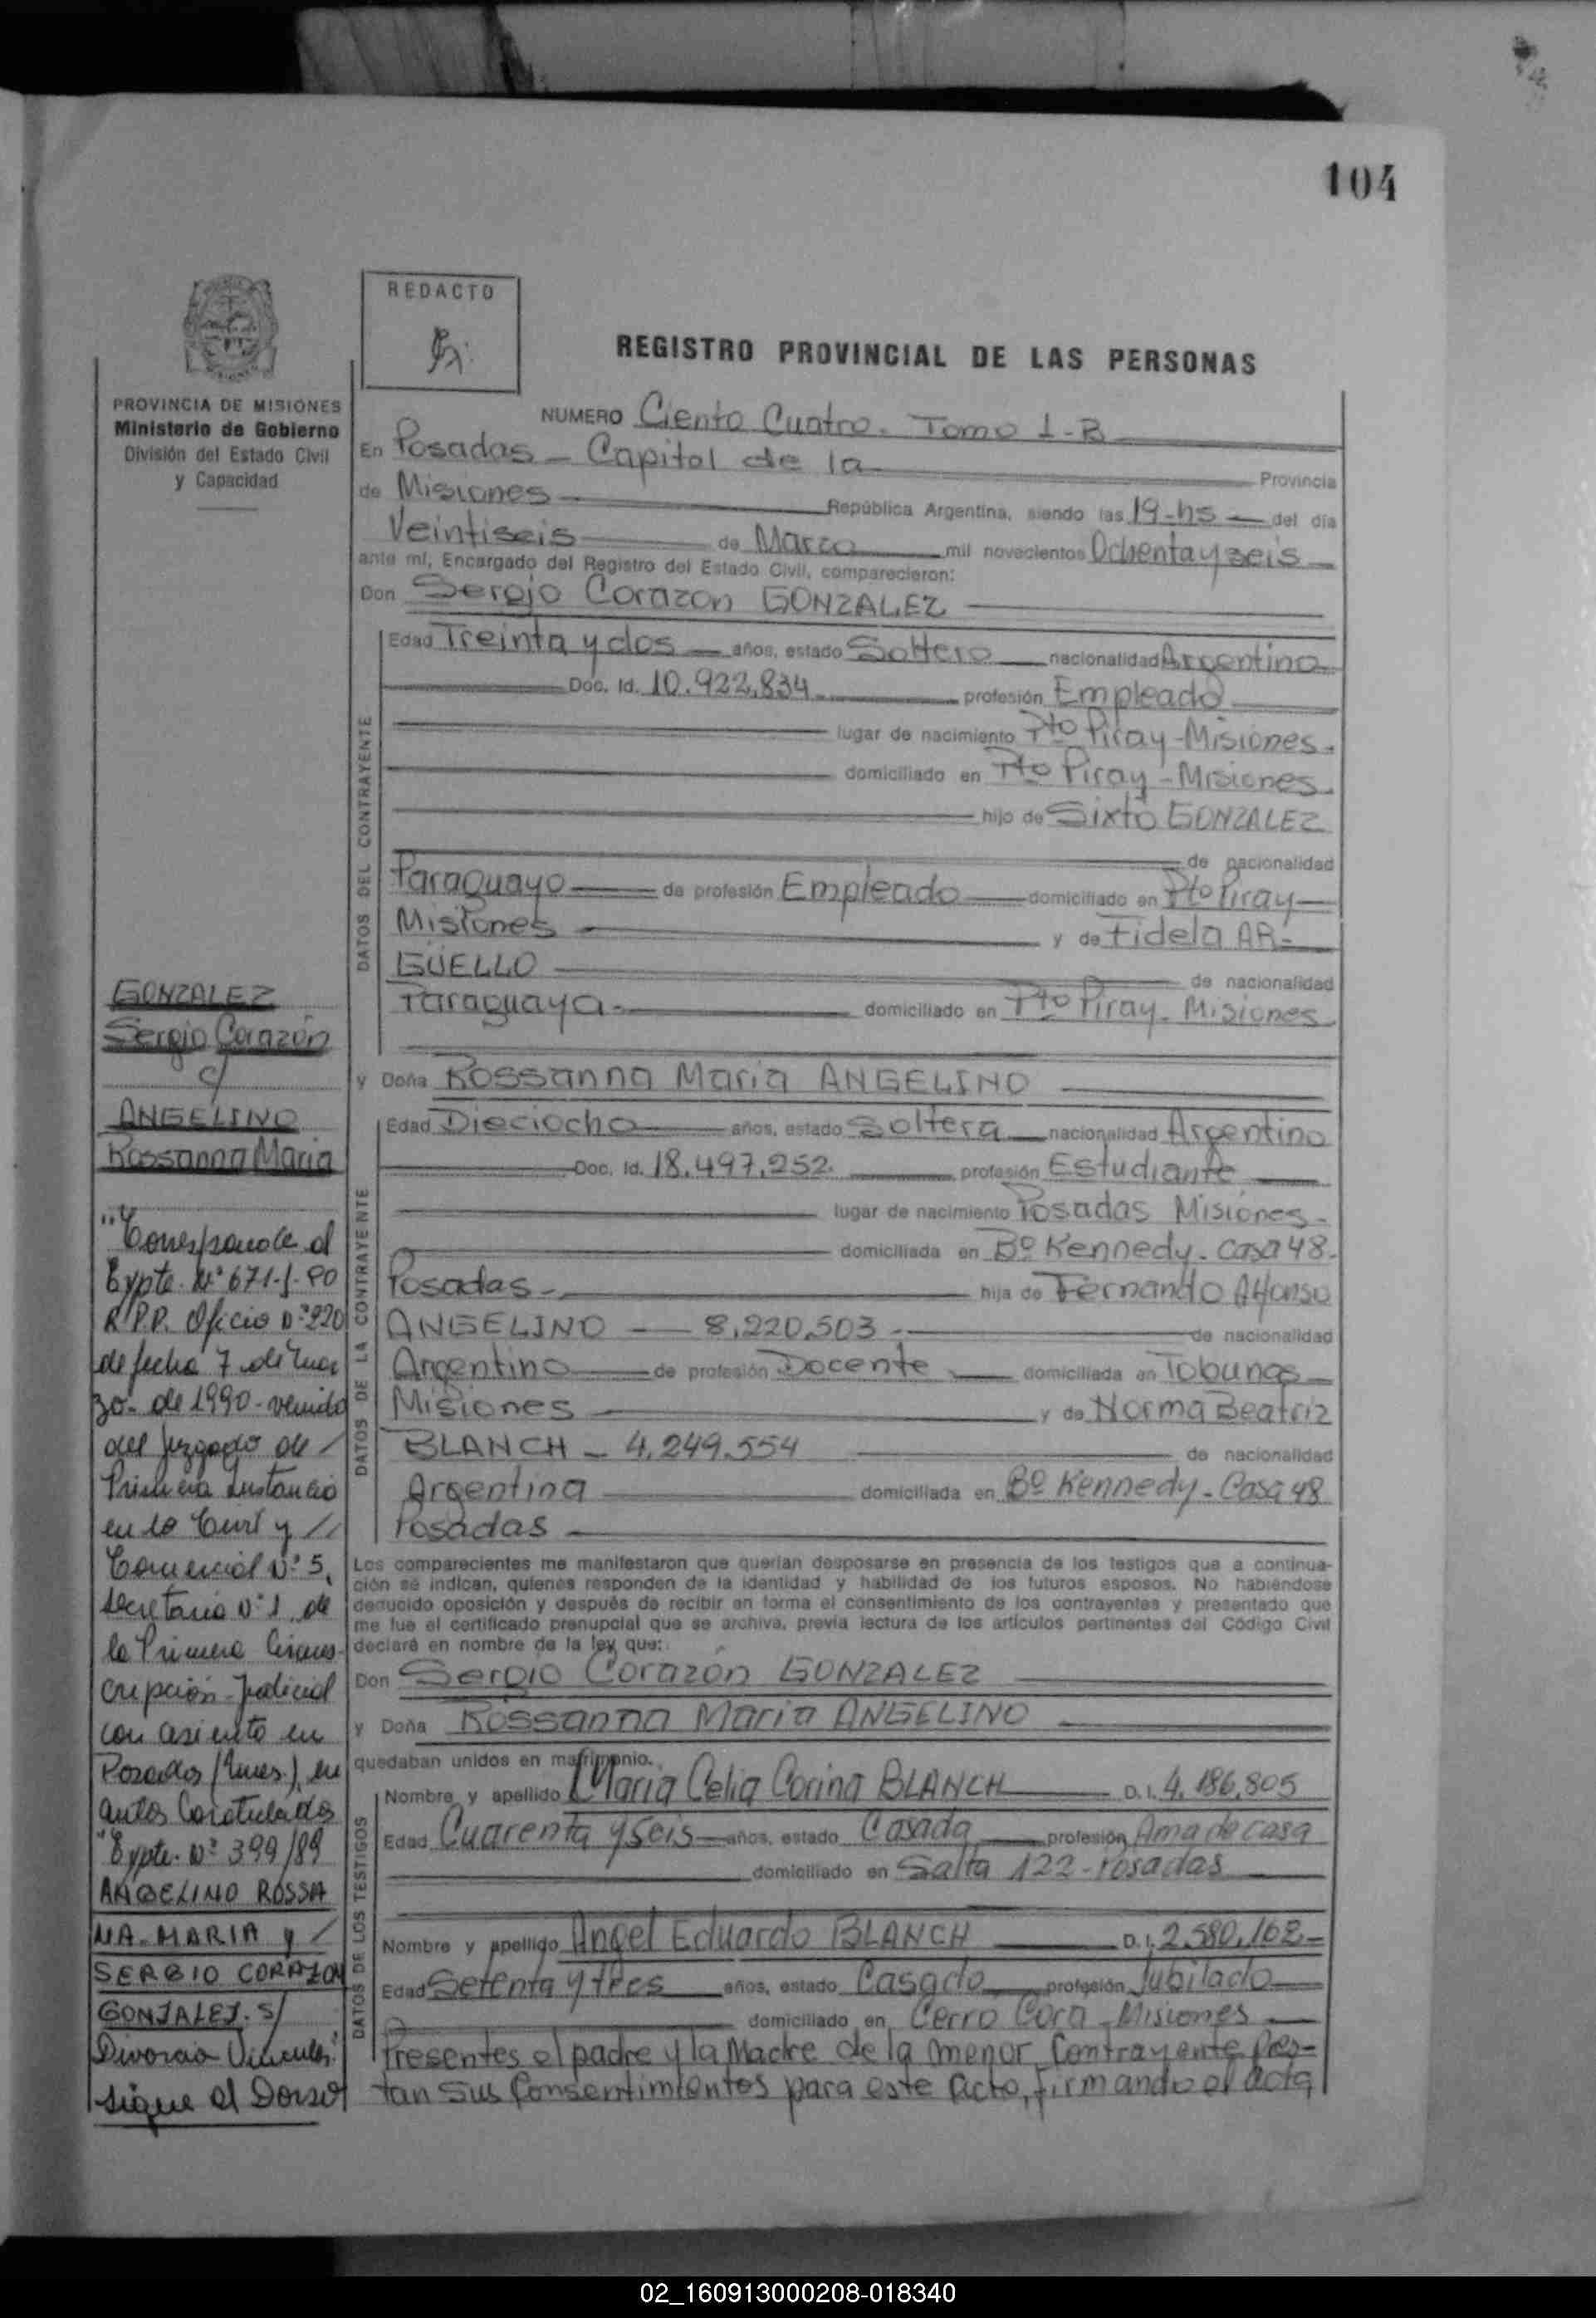 104
REDACTO
REGISTRO PROVINCIAL DE LAS PERSONAS
PROVINCIA DE MISIONES
Ministerio de Gobierno
División del Estado Civil
y Capacidad
NUMERO Ciento Cuatro. Tomo 1-B
En Posadas - Capital de la Provincia
de Misiones República Argentina, siendo las 19-hs del día
Veintiseis de Marzo mil novecientos Ochenta y seis
ante mí, Encargado del Registro del Estado Civil, comparecieron:
Don Sergio Corazon GONZALEZ
DATOS DEL CONTRAYENTE
Edad Treinta y dos años, estado Soltero nacionalidad Argentino
Doc. Id. 10.922.834 profesión Empleado
lugar de nacimiento Pto Piray - Misiones.
domiciliado en Pto Piray - Misiones
hijo de Sixto GONZALEZ
de nacionalidad
Paraguayo de profesión Empleado domiciliado en Pto Piray
Misiones y de Fidela AR-
GÜELLO de nacionalidad
Paraguaya domiciliado en Pto Piray - Misiones
y Doña Rossanna Maria ANGELINO
DATOS DE LA CONTRAYENTE
Edad Dieciocho años, estado Soltera nacionalidad Argentina
Doc. Id. 18.497.252 profesión Estudiante
lugar de nacimiento Posadas Misiones -
domiciliada en Bº Kennedy - Casa 48 -
Posadas - hija de Fernando Alfonso
ANGELINO - 8.220.503 - de nacionalidad
Argentino de profesión Docente domiciliada en Tobunas
Misiones y de Norma Beatriz
BLANCH - 4.249.554 de nacionalidad
Argentina domiciliada en Bº Kennedy - Casa 48
Posadas
Los comparecientes me manifestaron que querían desposarse en presencia de los testigos que a continua-
ción se indican, quienes responden de la identidad y habilidad de los futuros esposos. No habiéndose
deducido oposición y después de recibir en forma el consentimiento de los contrayentes y presentado que
me fue el certificado prenupcial que se archiva, previa lectura de los artículos pertinentes del Código Civil
declaré en nombre de la ley que:
Don Sergio Corazón GONZALEZ
y Doña Rossanna Maria ANGELINO
quedaban unidos en matrimonio.
DATOS DE LOS TESTIGOS
Nombre y apellido Maria Celia Corina BLANCH D.I. 4.186.805
Edad Cuarenta y seis años, estado Casada profesión Ama de casa
domiciliado en Salta 122 - Posadas
Nombre y apellido Angel Eduardo BLANCH D.I. 2.580.162 -
Edad Setenta y tres años, estado Casado profesión Jubilado
domiciliado en Cerro Cora - Misiones
Presentes el padre y la Madre de la menor Contrayente Pres-
tan sus Consentimientos para este acto, firmando el acta
GONZALEZ
Sergio Corazón
c/
ANGELINO
Rossanna Maria
"Corresponde al
Expte. Nº 671-J-90
R.P.P. Oficio Nº 220
de fecha 7 de mar
zo - de 1990 - venido
del Juzgado de /
Primera Instancia
en lo Civil y //
Comercial Nº 5,
secretaria Nº 1, de
la Primera Circuns-
cripción Judicial
con asiento en
Posadas (Mnes.), en
autos Caratulados
"Expte. Nº 399/89
ANGELINO ROSSA
NA MARIA y /
SERGIO CORAZON
GONZALEZ. S/
Divorcio Vincular"
sigue al Dorso
02_160913000208-018340